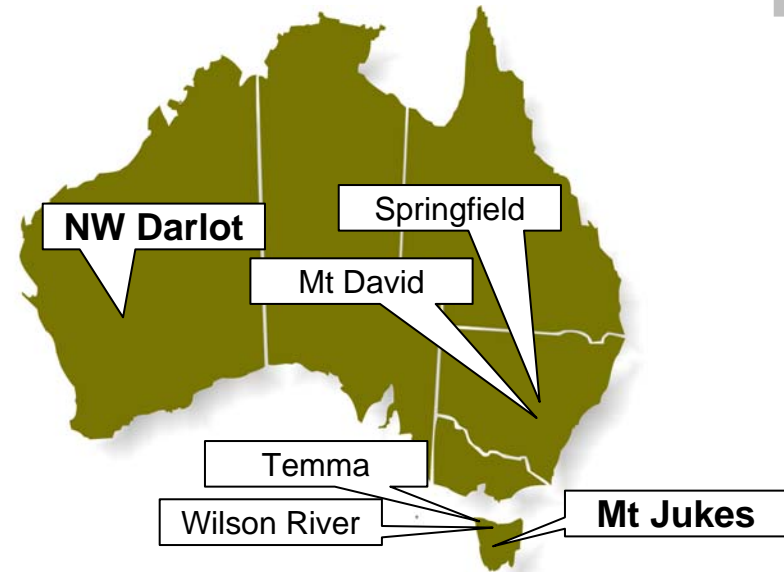 Springfield
NW Darlot
Mt David
Temma
Wilson River
Mt Jukes